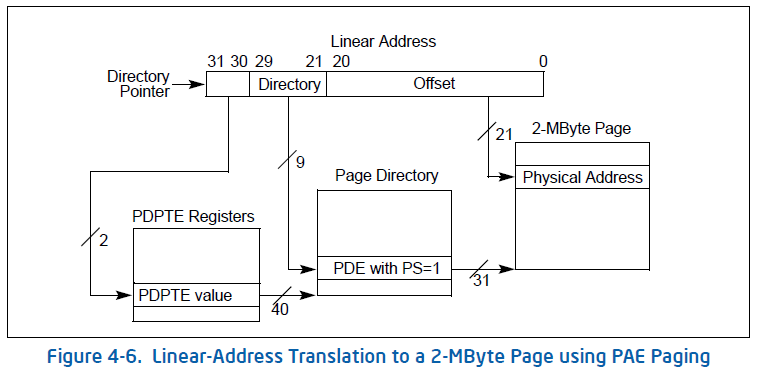 Linear Address
31 30 29 21 20 0
Directory Pointer
Directory
Offset
21
2-MByte Page
9
Page Directory
Physical Address
PDPTE Registers
2
PDE with PS=1
31
PDPTE value
40
Figure 4-6. Linear-Address Translation to a 2-MByte Page using PAE Paging